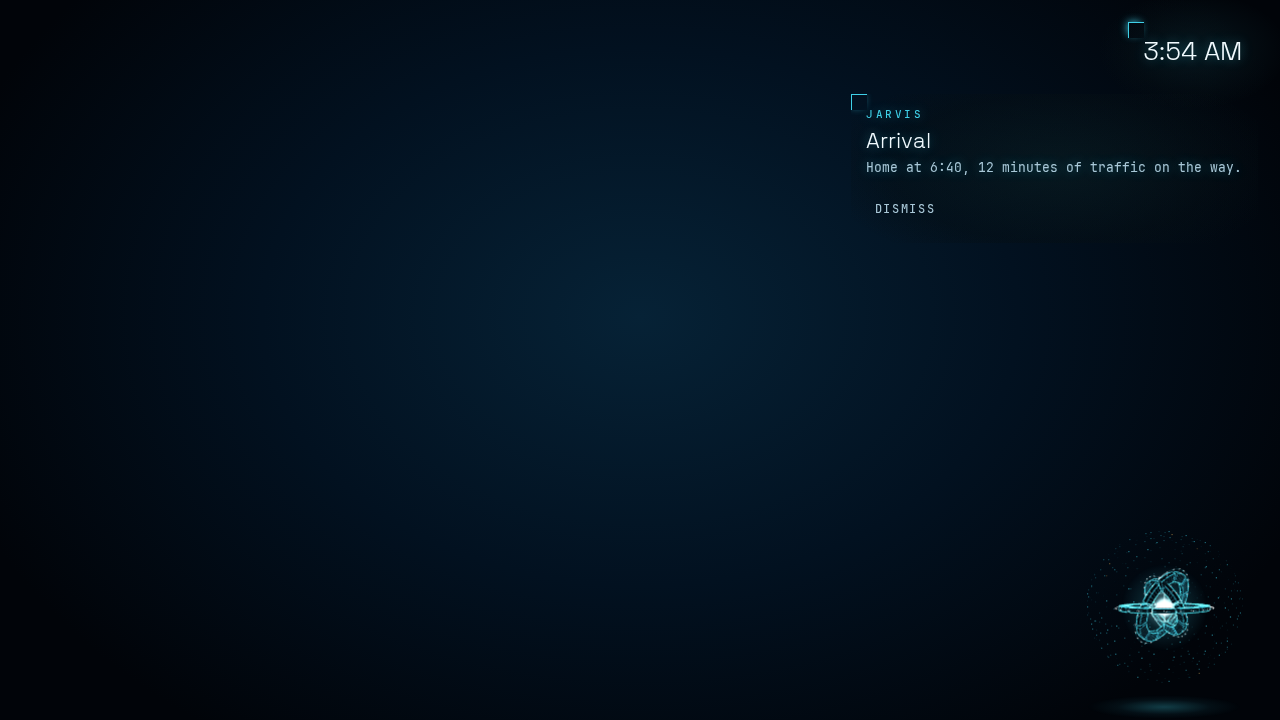 3:54 AM
JARVIS
Arrival
Home at 6:40, 12 minutes of traffic on the way.
DISMISS